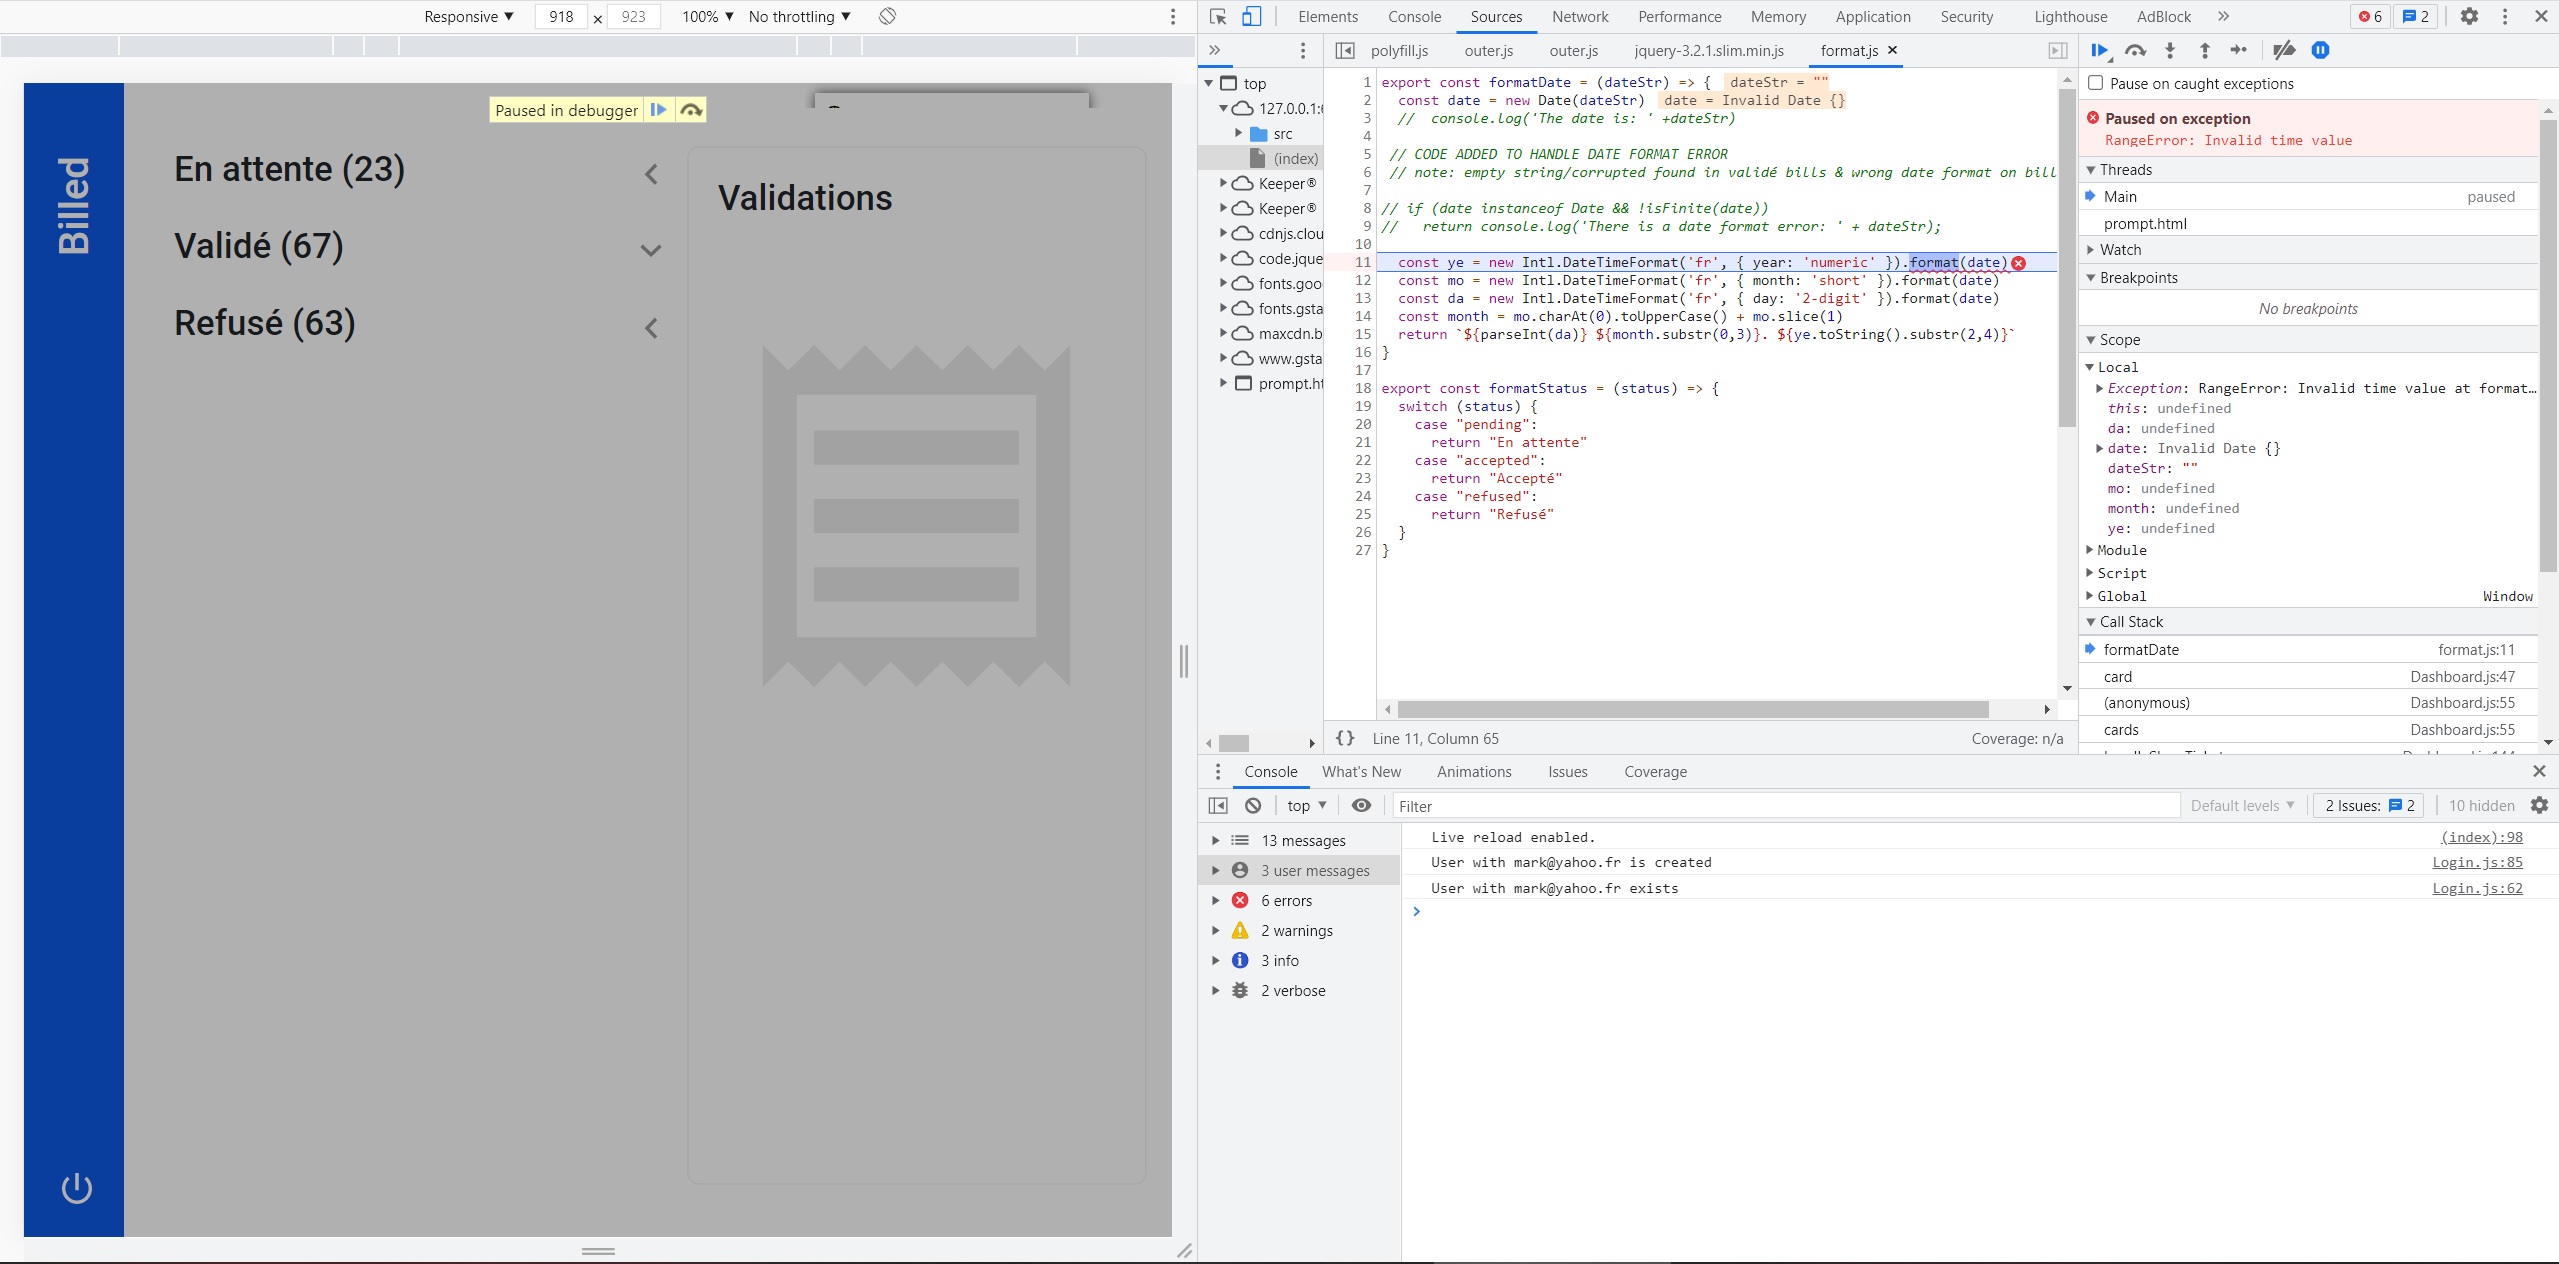 Responsive ▼ 918 × 923 100% ▼ No throttling ▼
Paused in debugger
Billed
En attente (23)
Validé (67)
Refusé (63)
Validations
Elements Console Sources Network Performance Memory Application Security Lighthouse AdBlock » 6 2
» polyfill.js outer.js outer.js jquery-3.2.1.slim.min.js format.js ×
top
127.0.0.1:6
src
(index)
Keeper®
Keeper®
cdnjs.clou
code.jque
fonts.goo
fonts.gsta
maxcdn.b
www.gsta
prompt.ht
1 export const formatDate = (dateStr) => { dateStr = ""
2 const date = new Date(dateStr) date = Invalid Date {}
3 // console.log('The date is: ' +dateStr)
4
5 // CODE ADDED TO HANDLE DATE FORMAT ERROR
6 // note: empty string/corrupted found in validé bills & wrong date format on bill
7
8 // if (date instanceof Date && !isFinite(date))
9 // return console.log('There is a date format error: ' + dateStr);
10
11 const ye = new Intl.DateTimeFormat('fr', { year: 'numeric' }).format(date)
12 const mo = new Intl.DateTimeFormat('fr', { month: 'short' }).format(date)
13 const da = new Intl.DateTimeFormat('fr', { day: '2-digit' }).format(date)
14 const month = mo.charAt(0).toUpperCase() + mo.slice(1)
15 return `${parseInt(da)} ${month.substr(0,3)}. ${ye.toString().substr(2,4)}`
16 }
17
18 export const formatStatus = (status) => {
19 switch (status) {
20 case "pending":
21 return "En attente"
22 case "accepted":
23 return "Accepté"
24 case "refused":
25 return "Refusé"
26 }
27 }
{} Line 11, Column 65 Coverage: n/a
Pause on caught exceptions
Paused on exception
RangeError: Invalid time value
Threads
Main paused
prompt.html
Watch
Breakpoints
No breakpoints
Scope
Local
Exception: RangeError: Invalid time value at format…
this: undefined
da: undefined
date: Invalid Date {}
dateStr: ""
mo: undefined
month: undefined
ye: undefined
Module
Script
Global Window
Call Stack
formatDate format.js:11
card Dashboard.js:47
(anonymous) Dashboard.js:55
cards Dashboard.js:55
Console What's New Animations Issues Coverage
top ▼ Filter Default levels ▼ 2 Issues: 2 10 hidden
13 messages
3 user messages
6 errors
2 warnings
3 info
2 verbose
Live reload enabled. (index):98
User with mark@yahoo.fr is created Login.js:85
User with mark@yahoo.fr exists Login.js:62
>